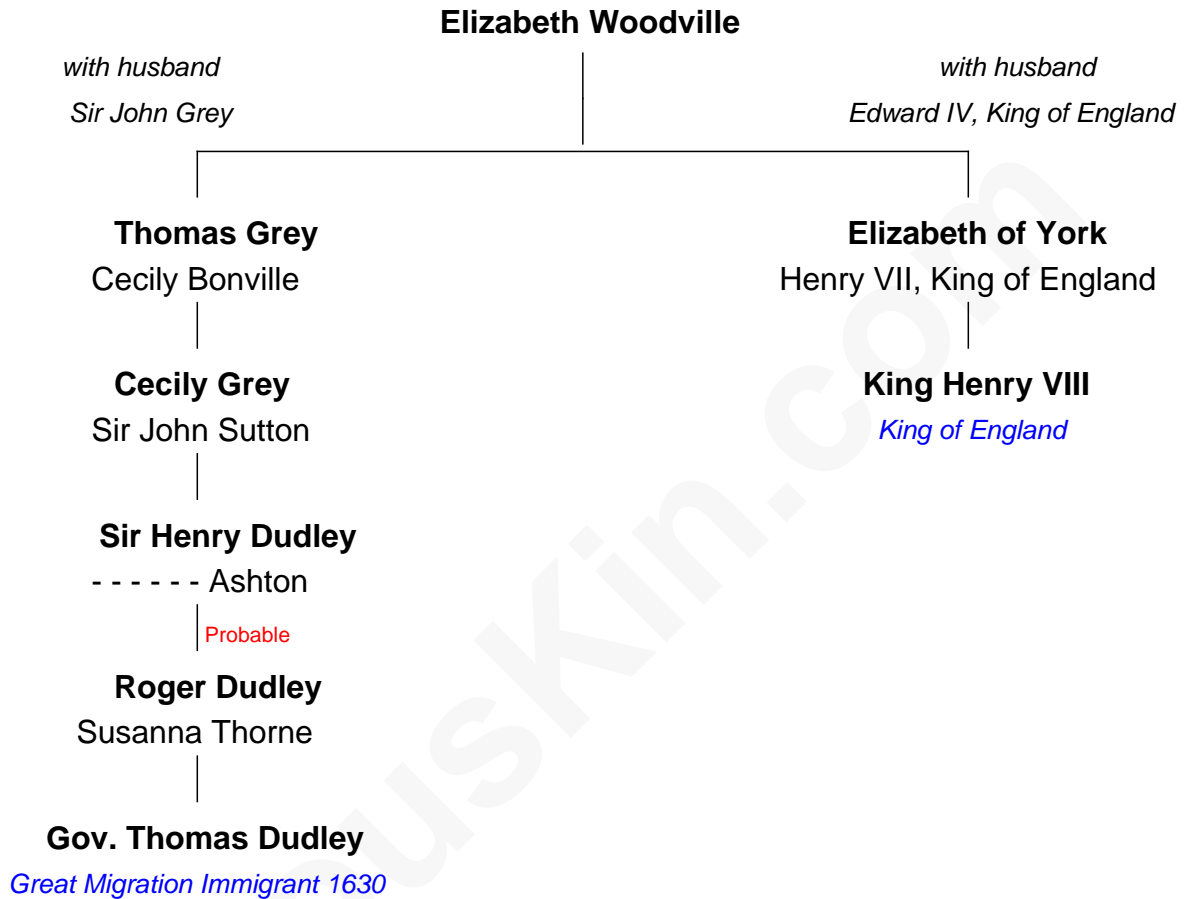 Elizabeth Woodville
with husband
Sir John Grey
with husband
Edward IV, King of England
Thomas Grey
Cecily Bonville
Elizabeth of York
Henry VII, King of England
Cecily Grey
Sir John Sutton
King Henry VIII
King of England
Sir Henry Dudley
- - - - - - Ashton
Probable
Roger Dudley
Susanna Thorne
Gov. Thomas Dudley
Great Migration Immigrant 1630
ousKin.com